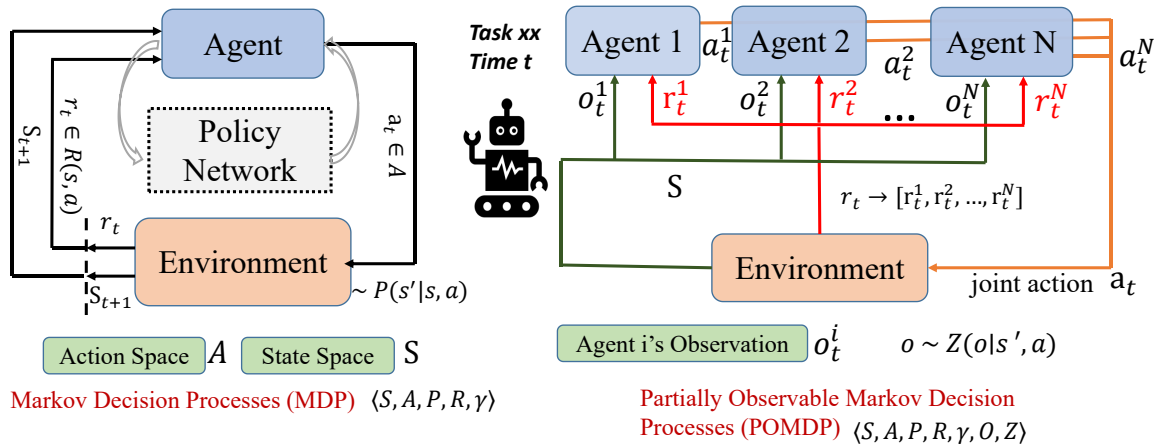 Agent
Policy
Network
Environment
S_{t+1}
r_t ∈ R(s,a)
a_t ∈ A
r_t
S_{t+1}
~ P(s'|s,a)
Action Space A State Space S
Markov Decision Processes (MDP) ⟨S, A, P, R, γ⟩
Task xx
Time t
Agent 1
Agent 2
Agent N
a_t^1
a_t^2
a_t^N
o_t^1
r_t^1
o_t^2
r_t^2
o_t^N
r_t^N
...
S
r_t → [r_t^1, r_t^2, ..., r_t^N]
Environment
joint action a_t
Agent i's Observation o_t^i o ~ Z(o|s', a)
Partially Observable Markov Decision
Processes (POMDP) ⟨S, A, P, R, γ, O, Z⟩